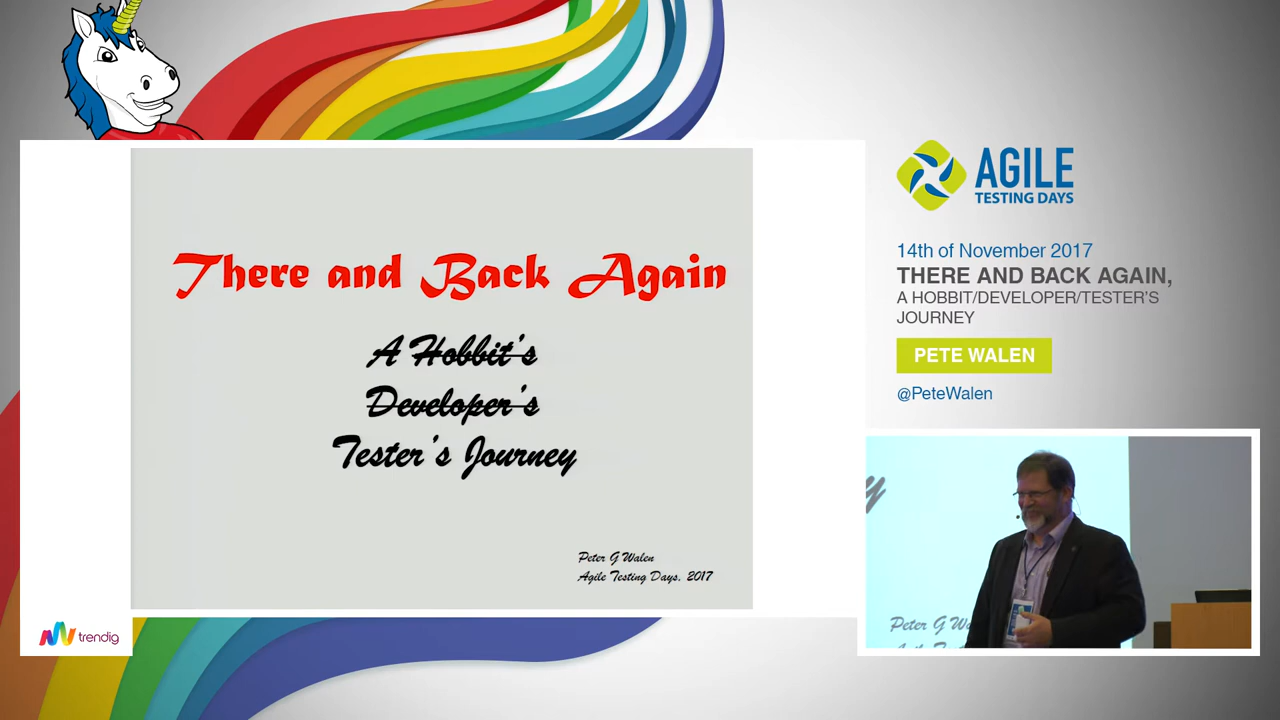 There and Back Again
A Hobbit's
Developer's
Tester's Journey
Peter G Walen
Agile Testing Days. 2017
trendig
AGILE
TESTING DAYS
14th of November 2017
THERE AND BACK AGAIN,
A HOBBIT/DEVELOPER/TESTER'S
JOURNEY
PETE WALEN
@PeteWalen
Peter G